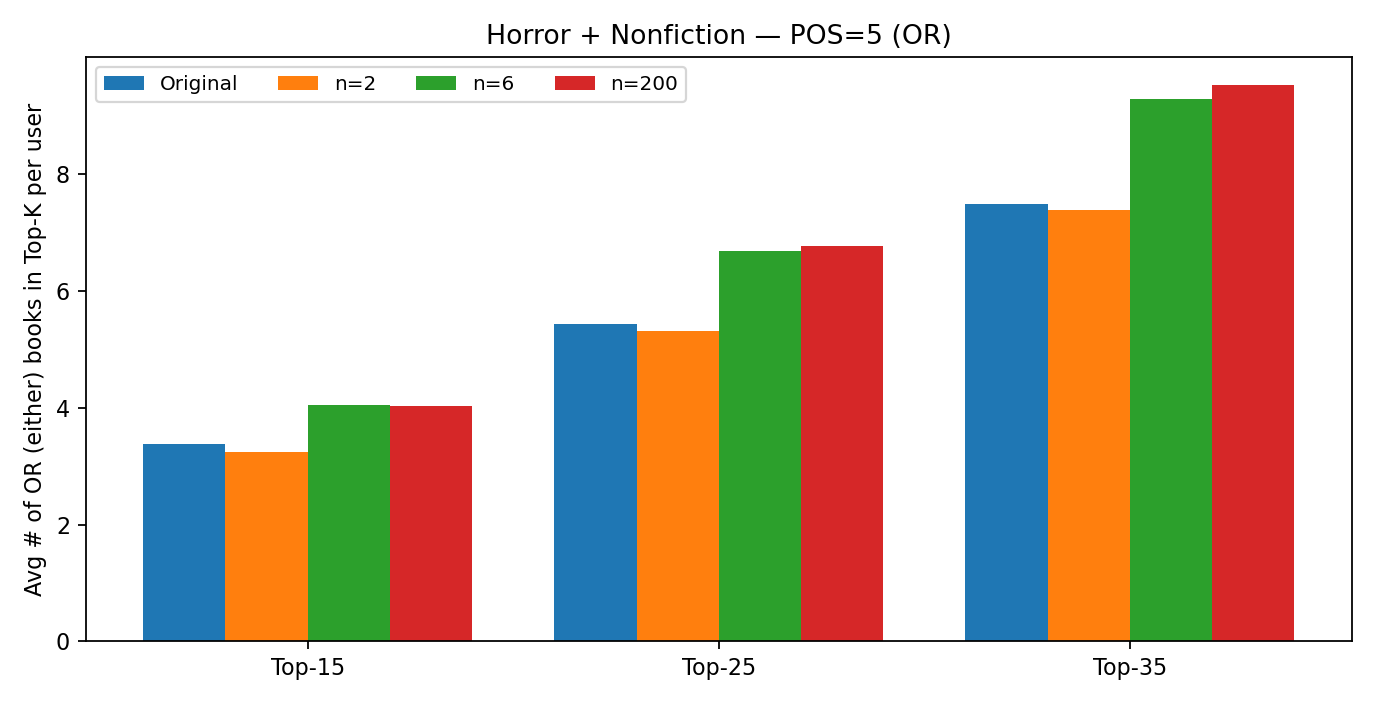 Horror + Nonfiction — POS=5 (OR)
Original n=2 n=6 n=200
Avg # of OR (either) books in Top-K per user
8
6
4
2
0
Top-15 Top-25 Top-35